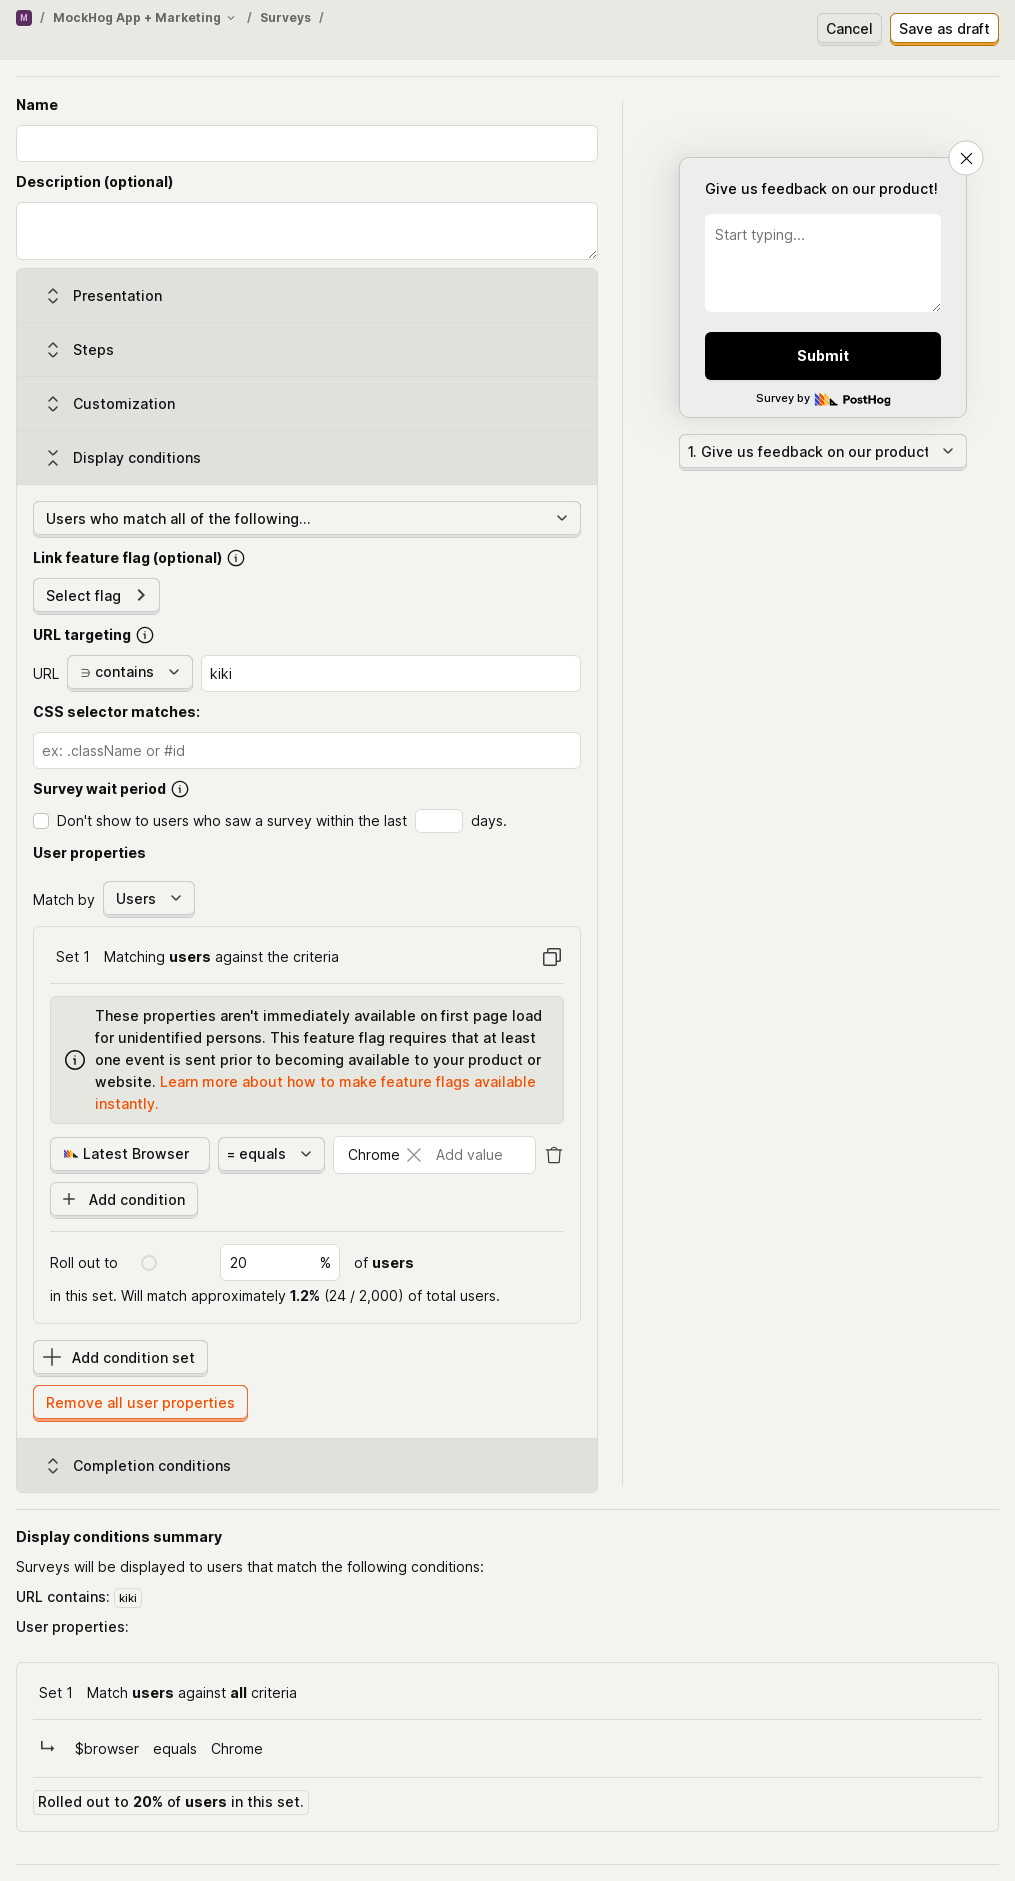 M / MockHog App + Marketing / Surveys /
Cancel
Save as draft
Name
Description (optional)
Presentation
Steps
Customization
Display conditions
Users who match all of the following...
Link feature flag (optional)
Select flag
URL targeting
URL ∋ contains kiki
CSS selector matches:
ex: .className or #id
Survey wait period
Don't show to users who saw a survey within the last days.
User properties
Match by Users
Set 1 Matching users against the criteria
These properties aren't immediately available on first page load
for unidentified persons. This feature flag requires that at least
one event is sent prior to becoming available to your product or
website. Learn more about how to make feature flags available
instantly.
Latest Browser = equals Chrome Add value
Add condition
Roll out to 20 % of users
in this set. Will match approximately 1.2% (24 / 2,000) of total users.
Add condition set
Remove all user properties
Completion conditions
Give us feedback on our product!
Start typing...
Submit
Survey by PostHog
1. Give us feedback on our product
Display conditions summary
Surveys will be displayed to users that match the following conditions:
URL contains: kiki
User properties:
Set 1 Match users against all criteria
$browser equals Chrome
Rolled out to 20% of users in this set.